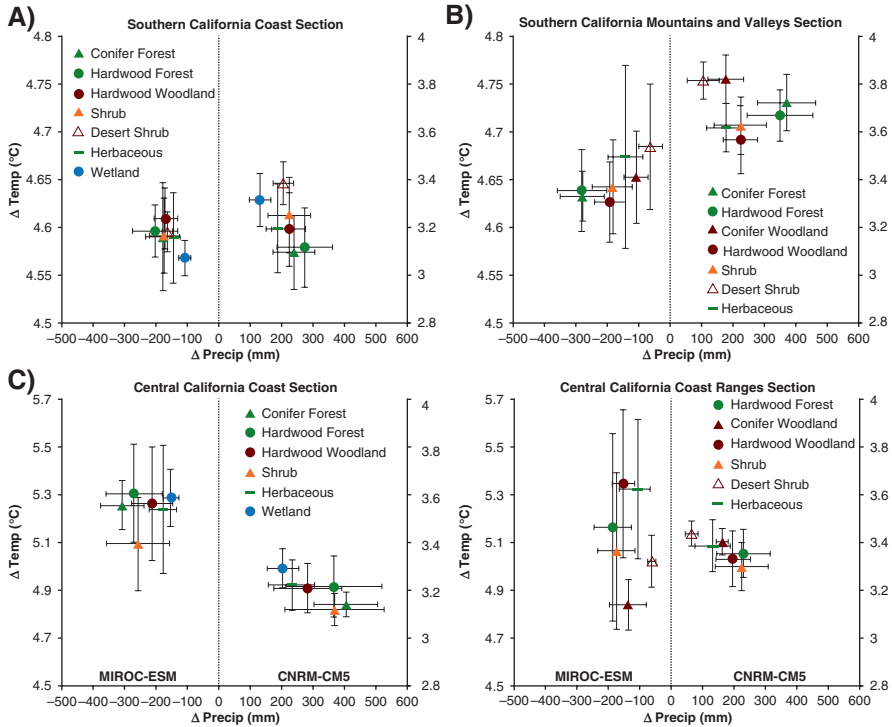 A)
Southern California Coast Section
4.8
4.75
4.7
4.65
4.6
4.55
4.5
Δ Temp (°C)
Conifer Forest
Hardwood Forest
Hardwood Woodland
Shrub
Desert Shrub
Herbaceous
Wetland
4
3.8
3.6
3.4
3.2
3
2.8
−500 −400 −300 −200 −100 0 100 200 300 400 500 600
Δ Precip (mm)
B)
Southern California Mountains and Valleys Section
4.8
4.75
4.7
4.65
4.6
4.55
4.5
Δ Temp (°C)
Conifer Forest
Hardwood Forest
Conifer Woodland
Hardwood Woodland
Shrub
Desert Shrub
Herbaceous
4
3.8
3.6
3.4
3.2
3
2.8
−500 −400 −300 −200 −100 0 100 200 300 400 500 600
Δ Precip (mm)
C)
Central California Coast Section
5.7
5.5
5.3
5.1
4.9
4.7
4.5
Δ Temp (°C)
Conifer Forest
Hardwood Forest
Hardwood Woodland
Shrub
Herbaceous
Wetland
4
3.8
3.6
3.4
3.2
3
2.8
MIROC-ESM
CNRM-CM5
−500 −400 −300 −200 −100 0 100 200 300 400 500 600
Δ Precip (mm)
Central California Coast Ranges Section
5.7
5.5
5.3
5.1
4.9
4.7
4.5
Δ Temp (°C)
Hardwood Forest
Conifer Woodland
Hardwood Woodland
Shrub
Desert Shrub
Herbaceous
4
3.8
3.6
3.4
3.2
3
2.8
MIROC-ESM
CNRM-CM5
−500 −400 −300 −200 −100 0 100 200 300 400 500 600
Δ Precip (mm)